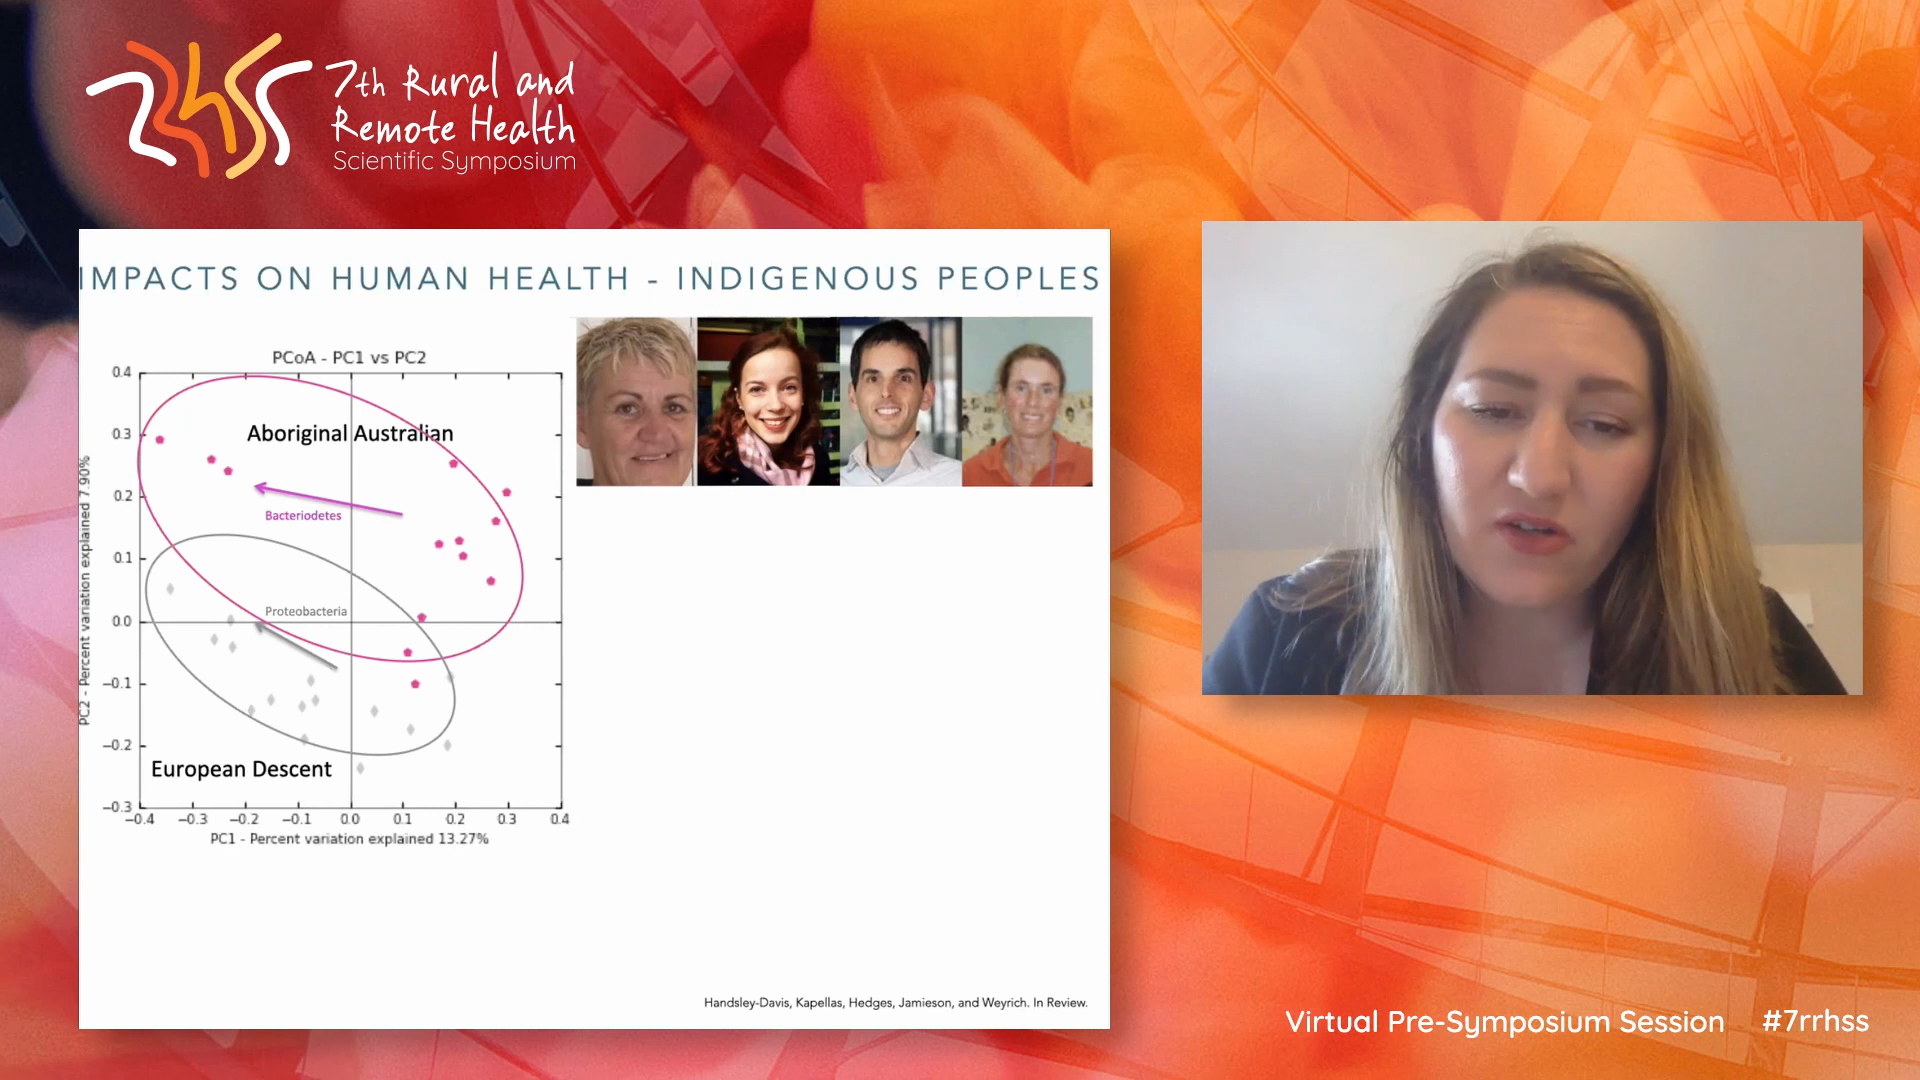 7th Rural and
Remote Health
Scientific Symposium
IMPACTS ON HUMAN HEALTH - INDIGENOUS PEOPLES
PCoA - PC1 vs PC2
PC2 - Percent variation explained 7.90%
0.4
0.3
0.2
0.1
0.0
−0.1
−0.2
−0.3
Aboriginal Australian
Bacteriodetes
Proteobacteria
European Descent
−0.4 −0.3 −0.2 −0.1 0.0 0.1 0.2 0.3 0.4
PC1 - Percent variation explained 13.27%
Handsley-Davis, Kapellas, Hedges, Jamieson, and Weyrich. In Review.
Virtual Pre-Symposium Session #7rrhss